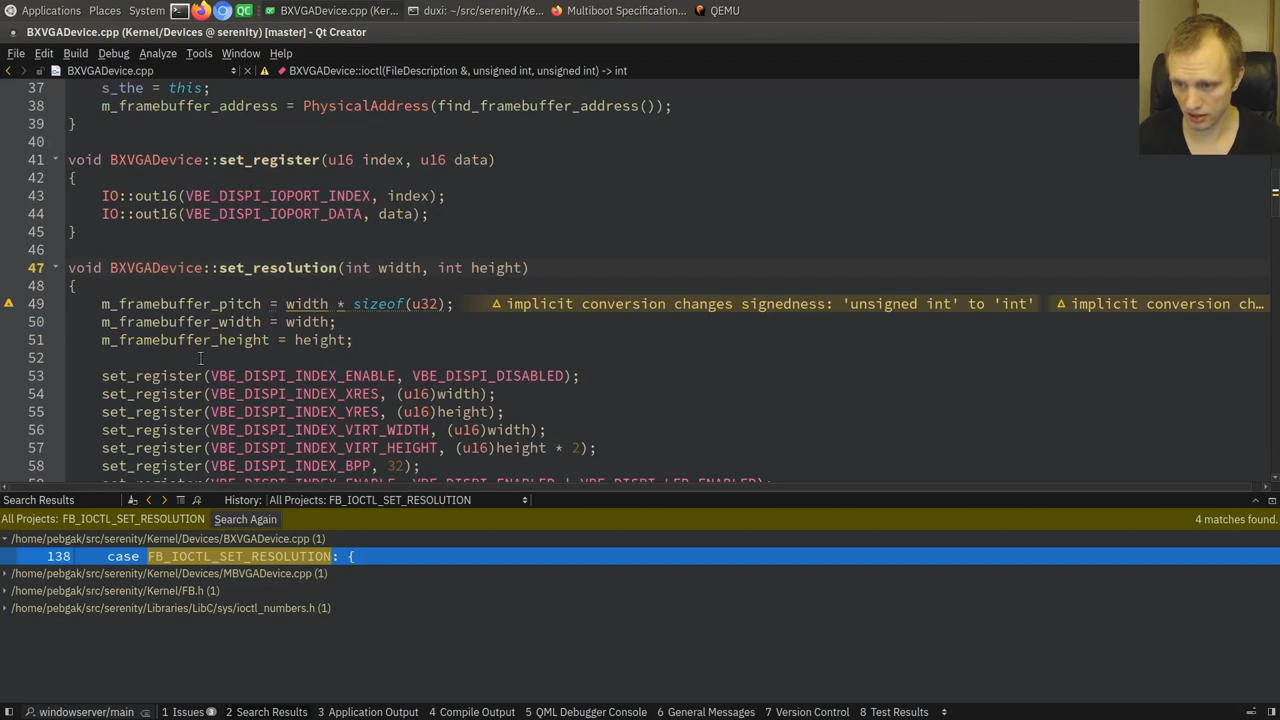 Applications Places System BXVGADevice.cpp (Ker... duxi: ~/src/serenity/Ke... Multiboot Specification... QEMU
BXVGADevice.cpp (Kernel/Devices @ serenity) [master] - Qt Creator
File Edit Build Debug Analyze Tools Window Help
BXVGADevice.cpp BXVGADevice::ioctl(FileDescription &, unsigned int, unsigned int) -> int
37 s_the = this;
38 m_framebuffer_address = PhysicalAddress(find_framebuffer_address());
39 }
40
41 void BXVGADevice::set_register(u16 index, u16 data)
42 {
43 IO::out16(VBE_DISPI_IOPORT_INDEX, index);
44 IO::out16(VBE_DISPI_IOPORT_DATA, data);
45 }
46
47 void BXVGADevice::set_resolution(int width, int height)
48 {
49 m_framebuffer_pitch = width * sizeof(u32); implicit conversion changes signedness: 'unsigned int' to 'int' implicit conversion ch...
50 m_framebuffer_width = width;
51 m_framebuffer_height = height;
52
53 set_register(VBE_DISPI_INDEX_ENABLE, VBE_DISPI_DISABLED);
54 set_register(VBE_DISPI_INDEX_XRES, (u16)width);
55 set_register(VBE_DISPI_INDEX_YRES, (u16)height);
56 set_register(VBE_DISPI_INDEX_VIRT_WIDTH, (u16)width);
57 set_register(VBE_DISPI_INDEX_VIRT_HEIGHT, (u16)height * 2);
58 set_register(VBE_DISPI_INDEX_BPP, 32);
Search Results History: All Projects: FB_IOCTL_SET_RESOLUTION
All Projects: FB_IOCTL_SET_RESOLUTION Search Again 4 matches found.
/home/pebgak/src/serenity/Kernel/Devices/BXVGADevice.cpp (1)
138 case FB_IOCTL_SET_RESOLUTION: {
/home/pebgak/src/serenity/Kernel/Devices/MBVGADevice.cpp (1)
/home/pebgak/src/serenity/Kernel/FB.h (1)
/home/pebgak/src/serenity/Libraries/LibC/sys/ioctl_numbers.h (1)
windowserver/main 1 Issues 3 2 Search Results 3 Application Output 4 Compile Output 5 QML Debugger Console 6 General Messages 7 Version Control 8 Test Results